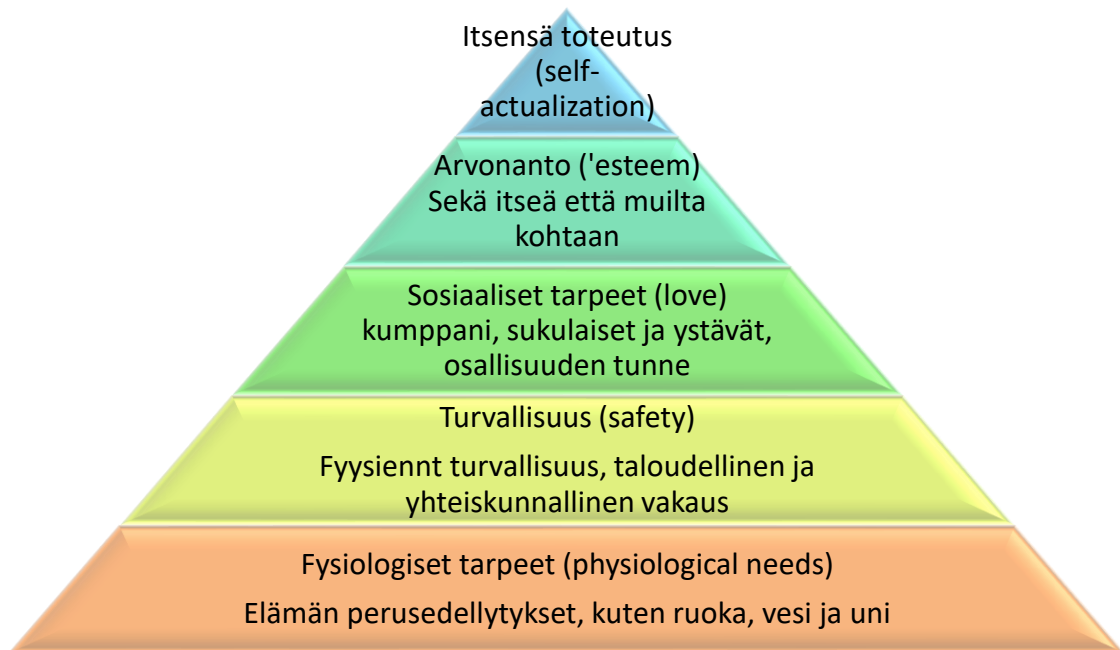 Itsensä toteutus
(self-
actualization)
Arvonanto ('esteem)
Sekä itseä että muilta
kohtaan
Sosiaaliset tarpeet (love)
kumppani, sukulaiset ja ystävät,
osallisuuden tunne
Turvallisuus (safety)
Fyysiennt turvallisuus, taloudellinen ja
yhteiskunnallinen vakaus
Fysiologiset tarpeet (physiological needs)
Elämän perusedellytykset, kuten ruoka, vesi ja uni